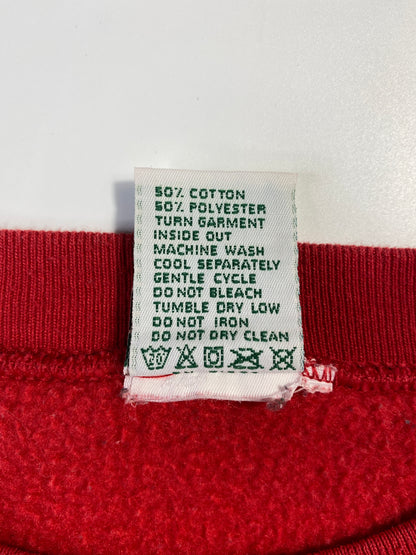 50% COTTON
50% POLYESTER
TURN GARMENT
INSIDE OUT
MACHINE WASH
COOL SEPARATELY
GENTLE CYCLE
DO NOT BLEACH
TUMBLE DRY LOW
DO NOT IRON
DO NOT DRY CLEAN